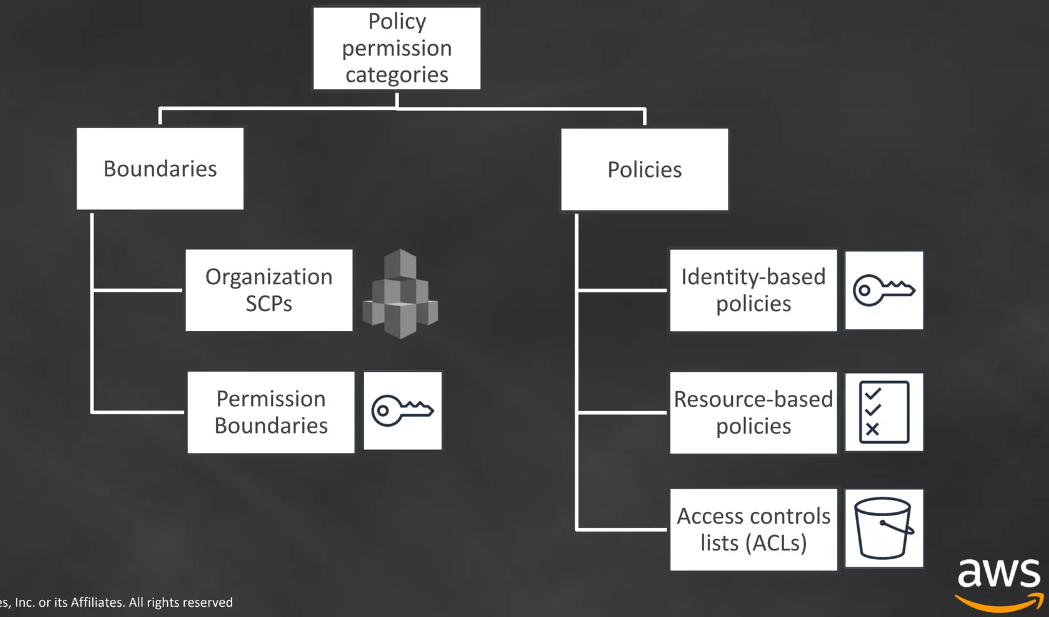 Policy
permission
categories
Boundaries
Policies
Organization
SCPs
Identity-based
policies
Permission
Boundaries
Resource-based
policies
Access controls
lists (ACLs)
aws
Inc. or its Affiliates. All rights reserved